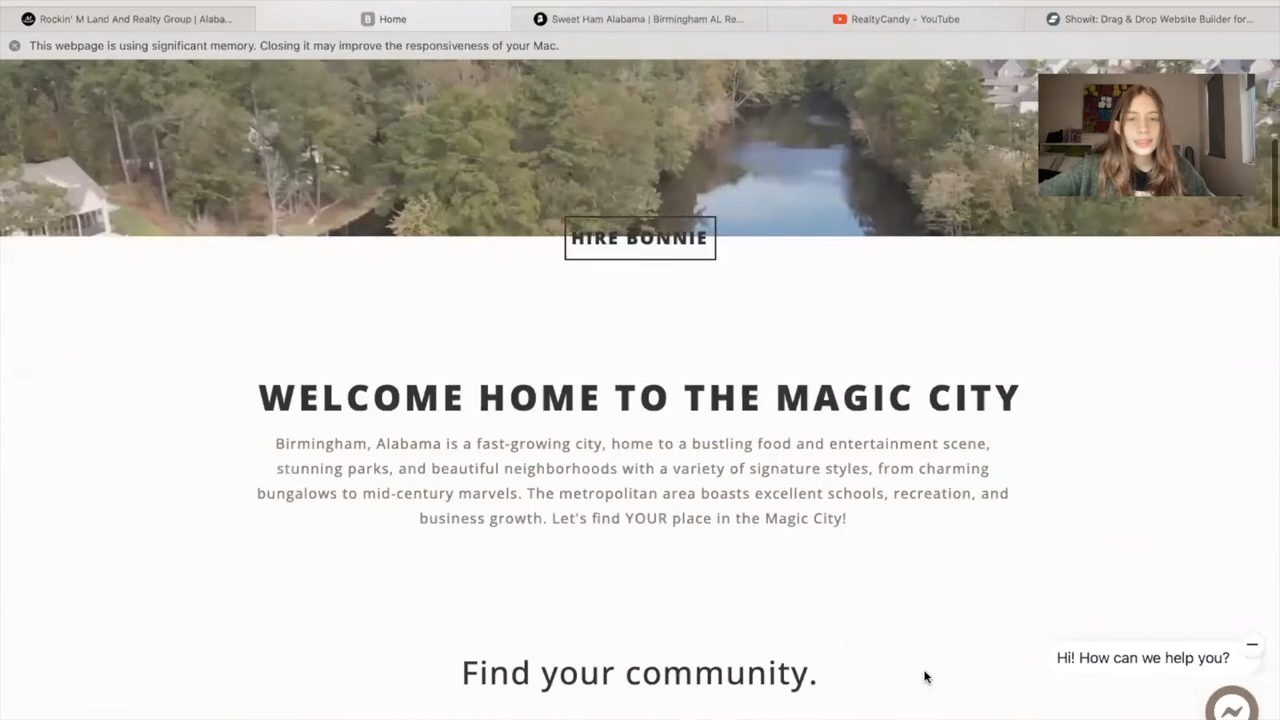 Rockin' M Land And Realty Group | Alaba...
B Home
Sweet Ham Alabama | Birmingham AL Re...
RealtyCandy - YouTube
Showit: Drag & Drop Website Builder for...
This webpage is using significant memory. Closing it may improve the responsiveness of your Mac.
HIRE BONNIE
WELCOME HOME TO THE MAGIC CITY
Birmingham, Alabama is a fast-growing city, home to a bustling food and entertainment scene,
stunning parks, and beautiful neighborhoods with a variety of signature styles, from charming
bungalows to mid-century marvels. The metropolitan area boasts excellent schools, recreation, and
business growth. Let's find YOUR place in the Magic City!
Find your community.
Hi! How can we help you?